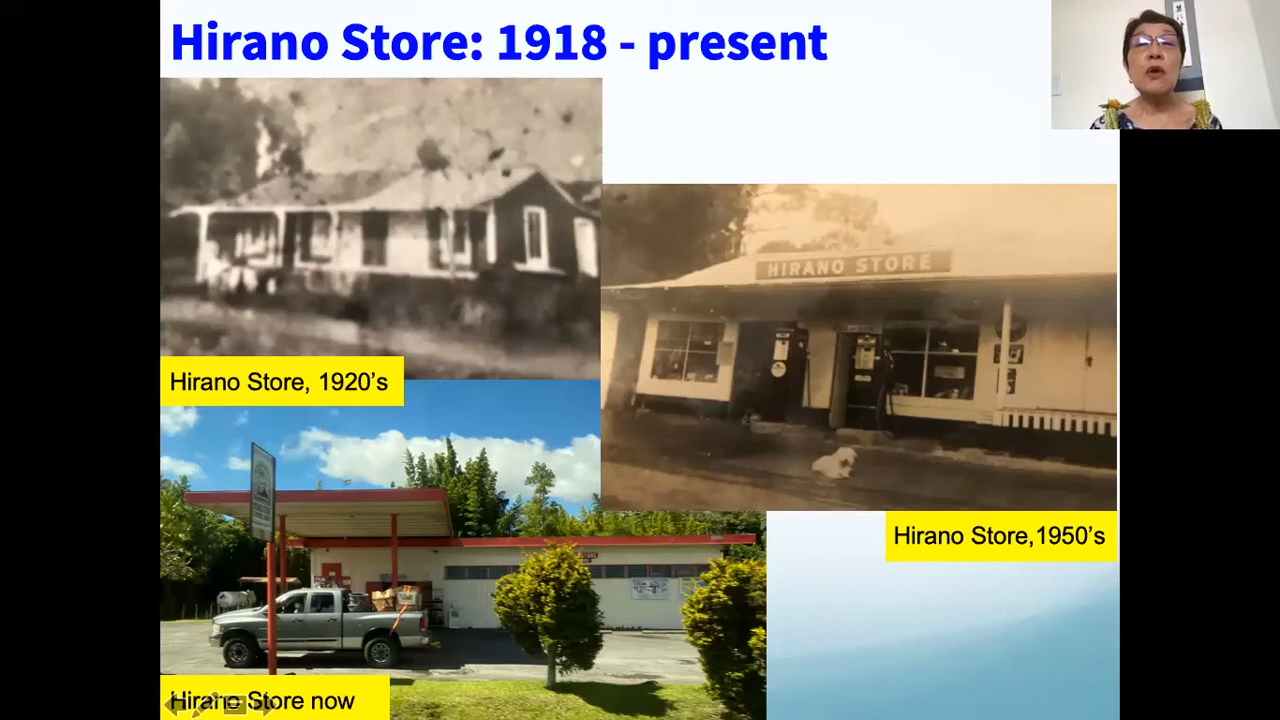 Hirano Store: 1918 - present
HIRANO STORE
Hirano Store, 1920's
Hirano Store,1950's
Hirano Store now